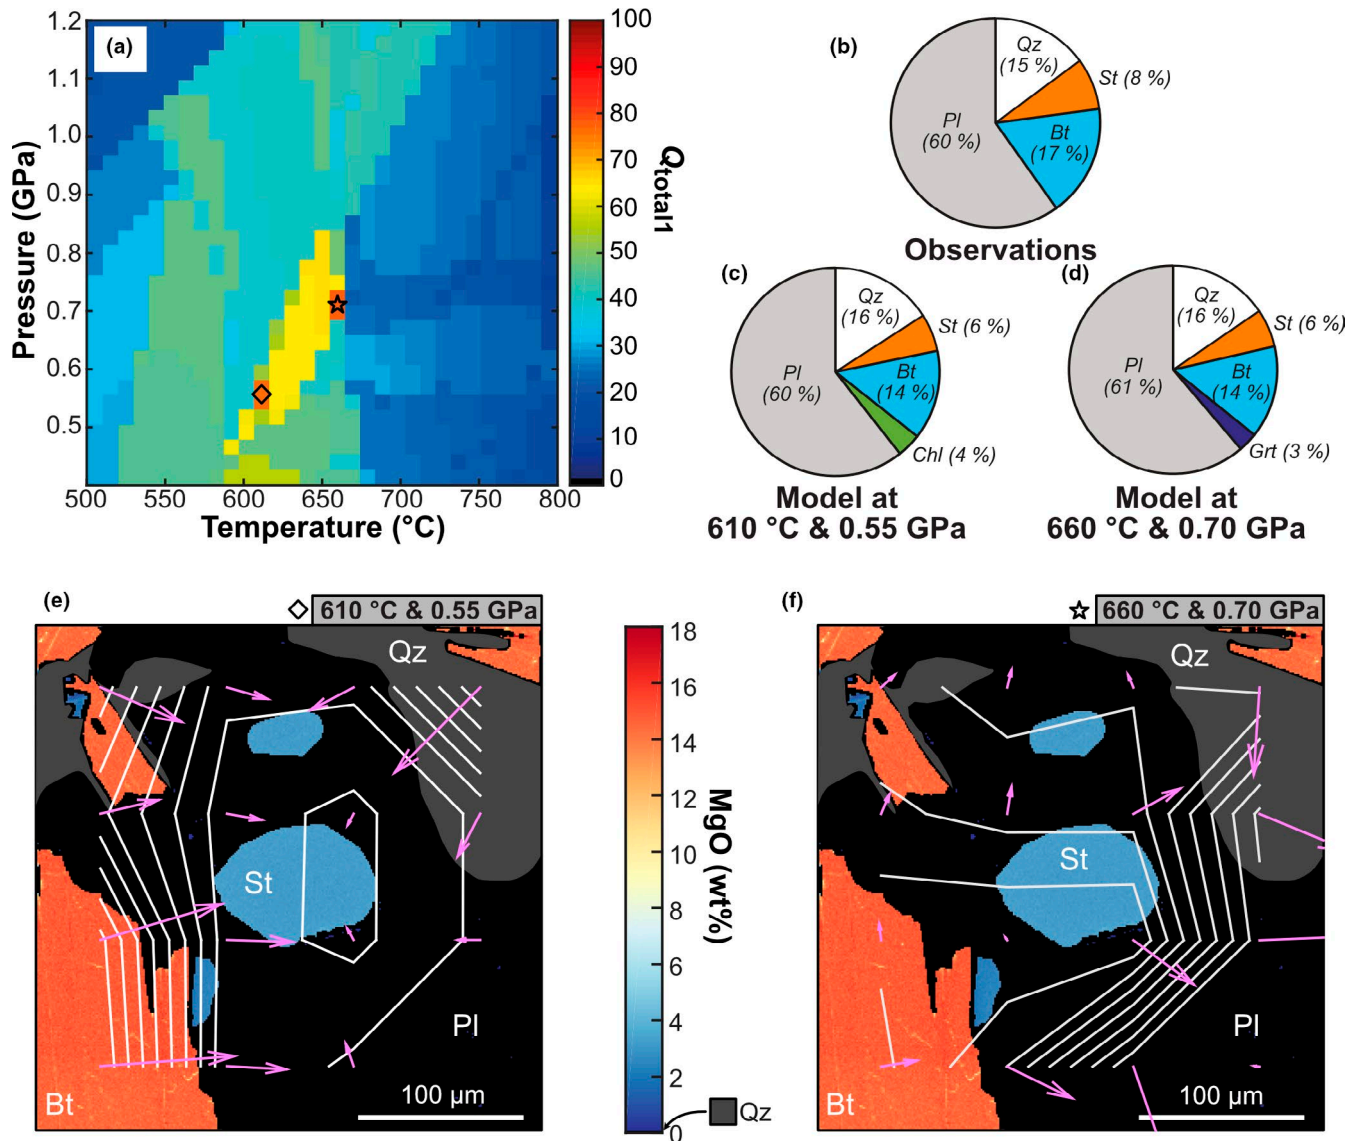 (a)
1.2
1.1
1.0
0.9
0.8
0.7
0.6
0.5
Pressure (GPa)
500
550
600
650
700
750
800
Temperature (°C)
100
90
80
70
60
50
40
30
20
10
0
Qtotal1
(b)
Qz
(15 %)
St (8 %)
Bt
(17 %)
Pl
(60 %)
Observations
(c)
Qz
(16 %)
St (6 %)
Bt
(14 %)
Pl
(60 %)
Chl (4 %)
Model at
610 °C & 0.55 GPa
(d)
Qz
(16 %)
St (6 %)
Bt
(14 %)
Pl
(61 %)
Grt (3 %)
Model at
660 °C & 0.70 GPa
(e)
610 °C & 0.55 GPa
Qz
St
Pl
Bt
100 µm
18
16
14
12
10
8
6
4
2
0
MgO (wt%)
Qz
(f)
660 °C & 0.70 GPa
Qz
St
Pl
Bt
100 µm